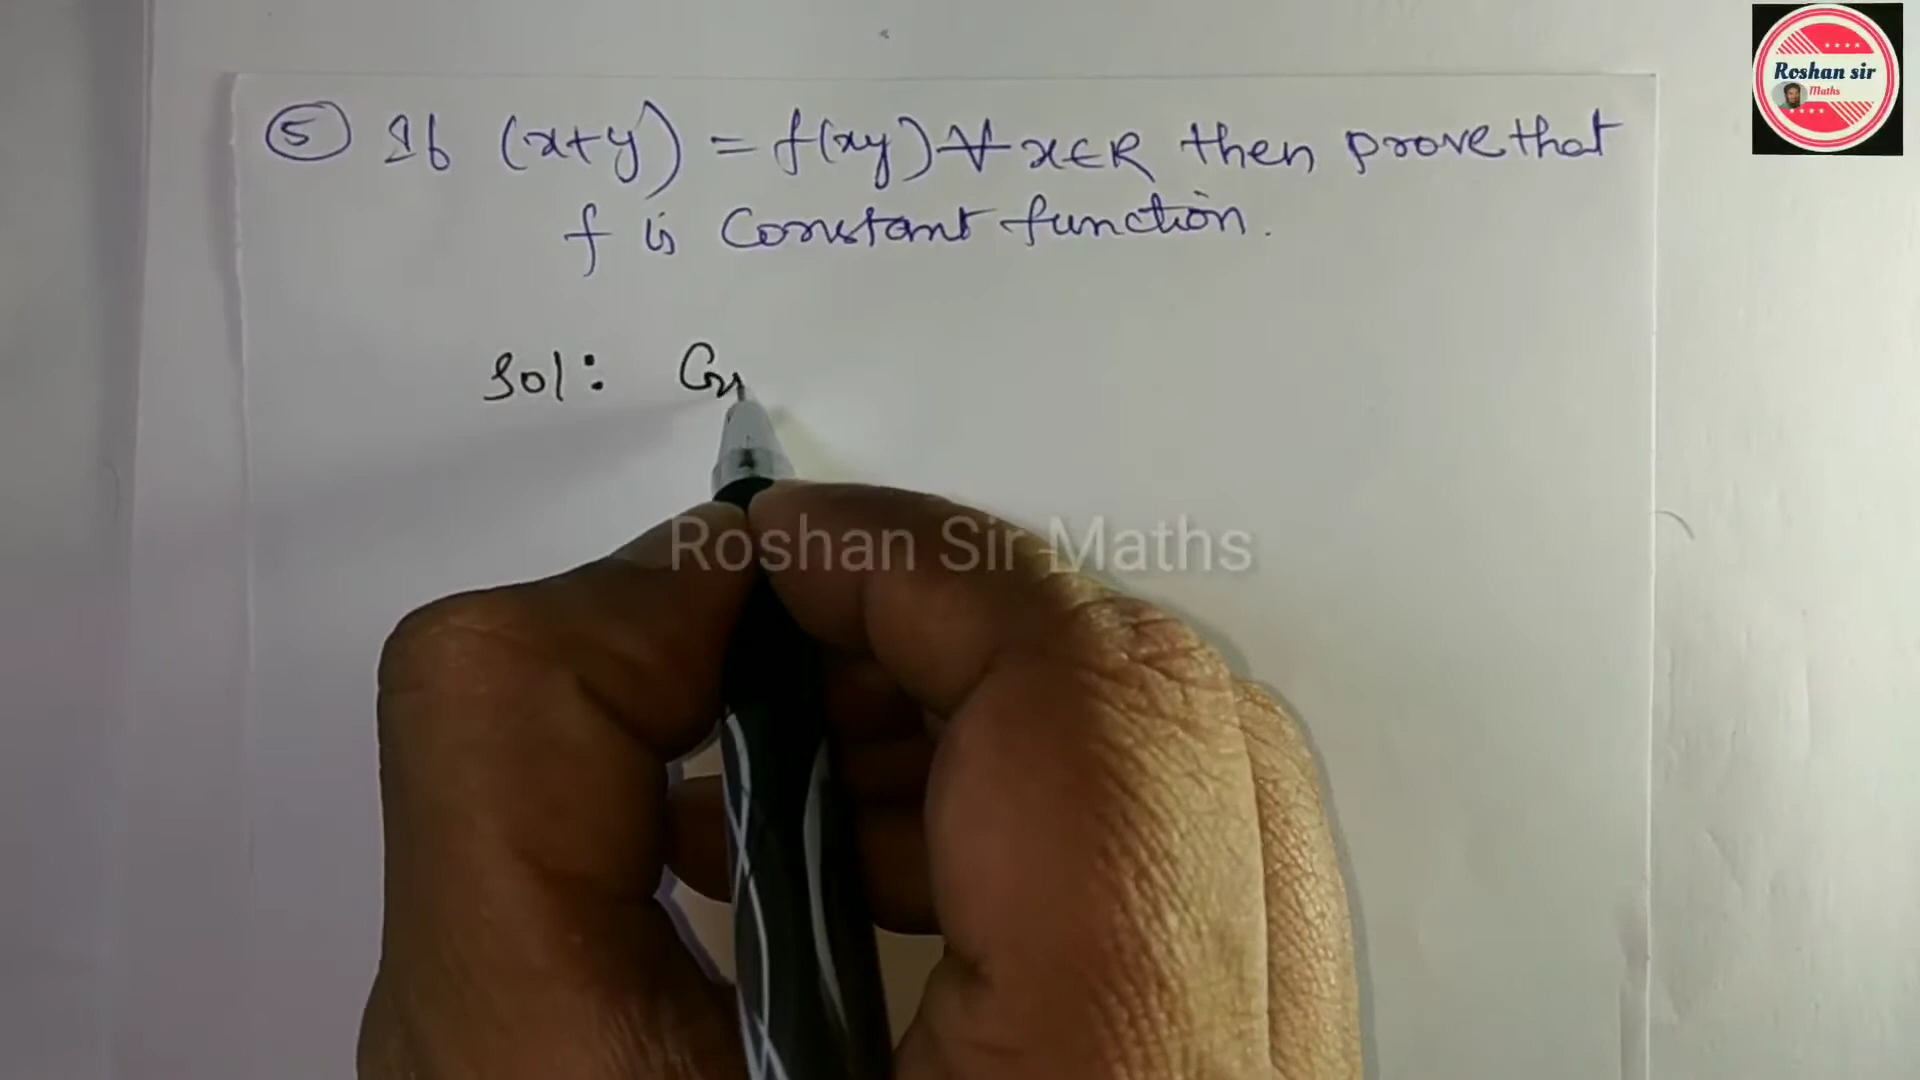 ⑤ If (x+y) = f(xy) ∀ x∈R then prove that
f is Constant function.
Sol :
Roshan Sir Maths
Roshan sir
Maths